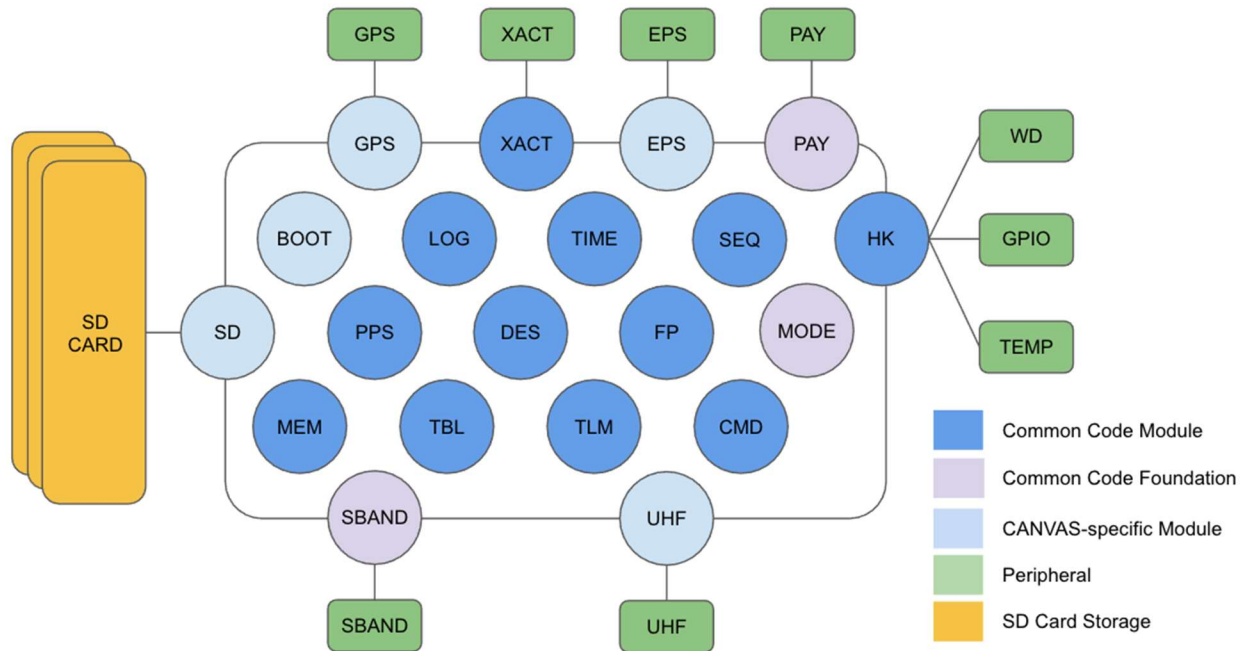 GPS
XACT
EPS
PAY
GPS
XACT
EPS
PAY
WD
BOOT
LOG
TIME
SEQ
HK
GPIO
SD
CARD
SD
PPS
DES
FP
MODE
TEMP
MEM
TBL
TLM
CMD
Common Code Module
Common Code Foundation
SBAND
UHF
CANVAS-specific Module
Peripheral
SBAND
UHF
SD Card Storage